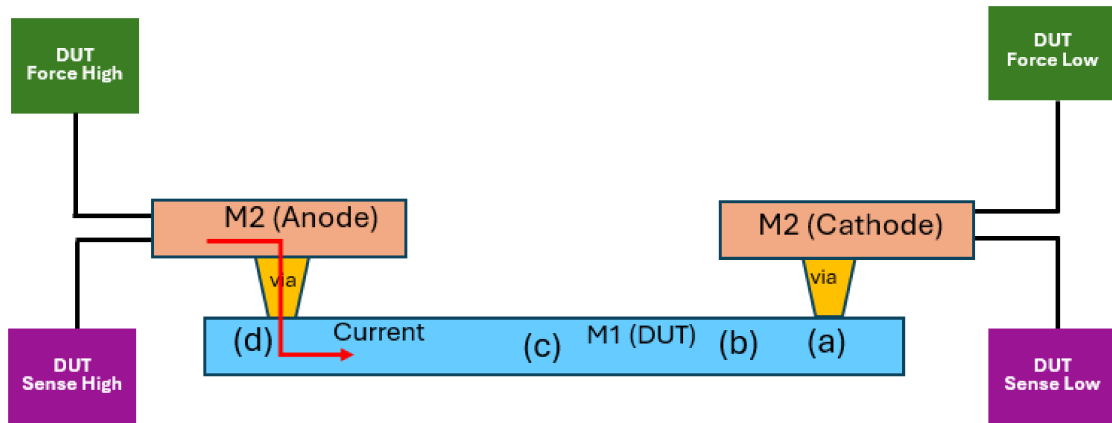 DUT
Force High
DUT
Force Low
M2 (Anode)
M2 (Cathode)
via
via
(d)
Current
(c)
M1 (DUT)
(b)
(a)
DUT
Sense High
DUT
Sense Low